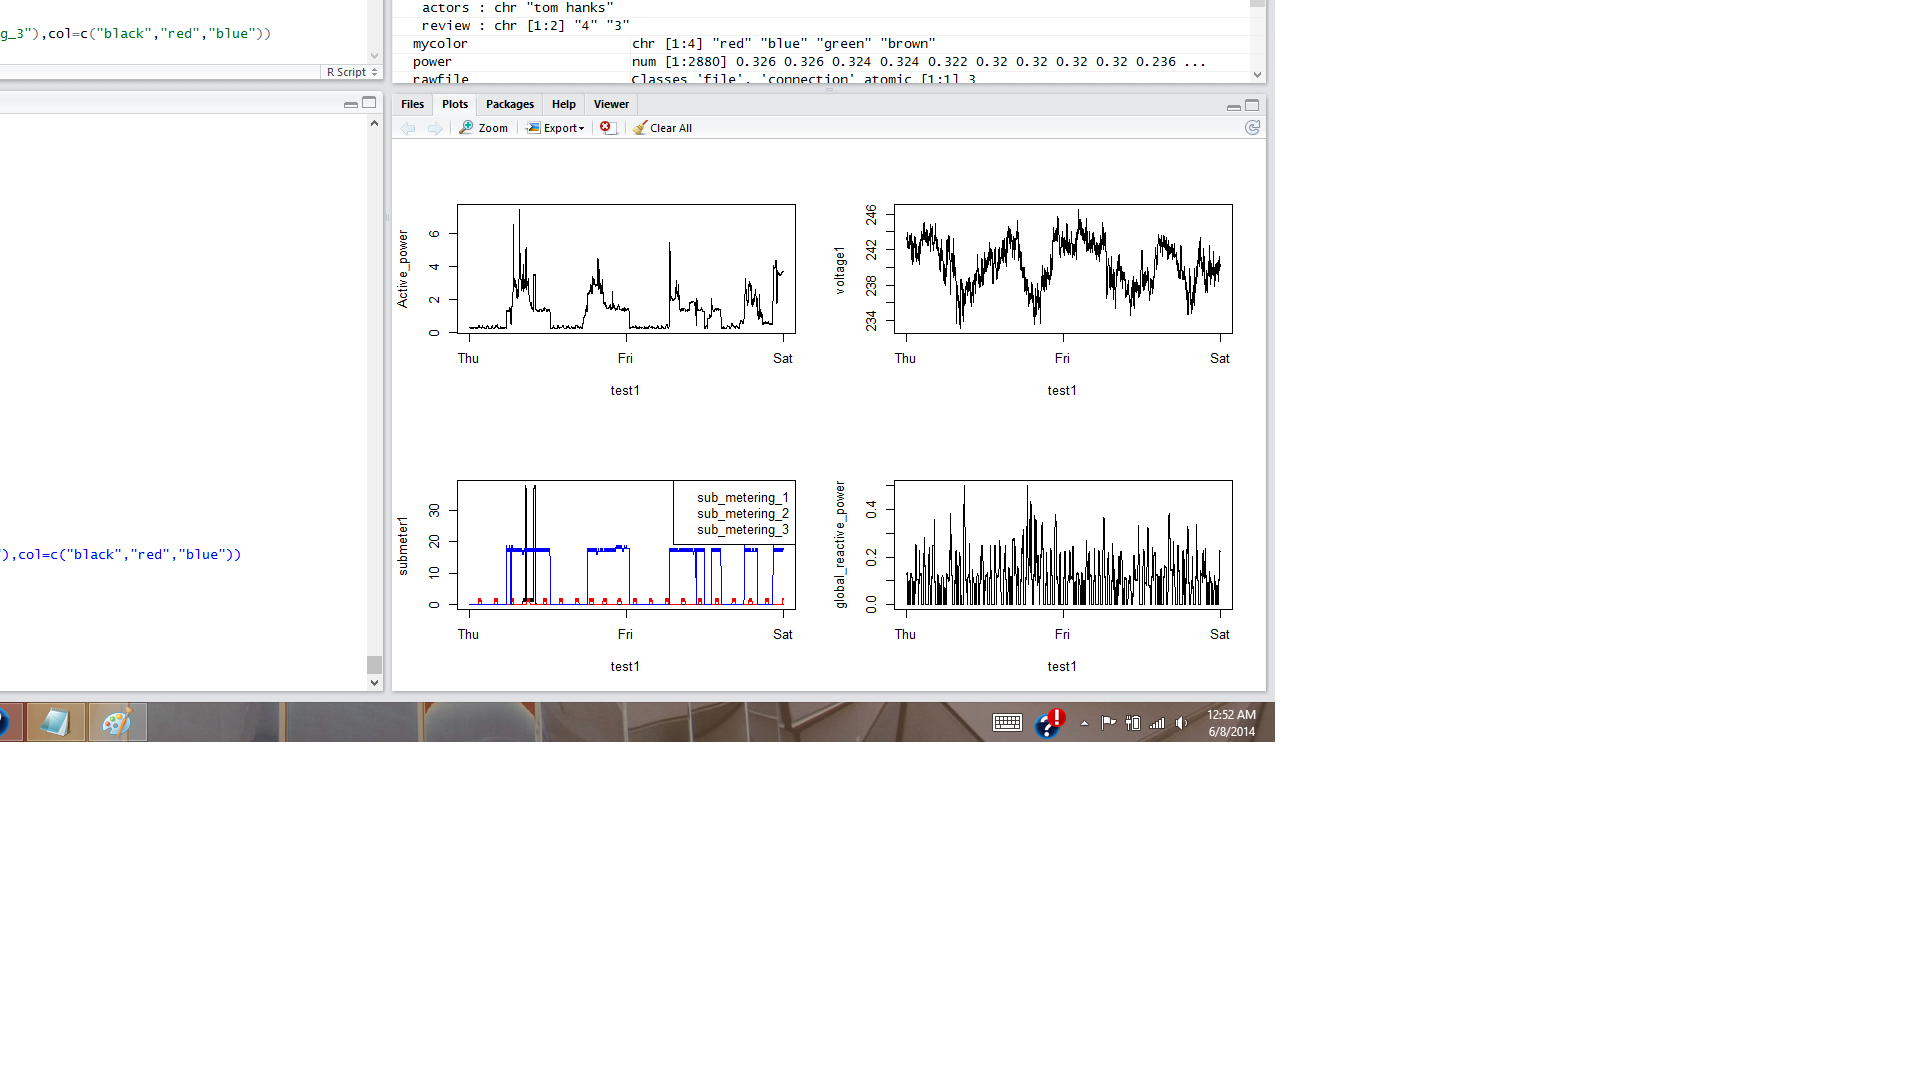 g_3"),col=c("black","red","blue"))
R Script
"),col=c("black","red","blue"))
actors : chr "tom hanks"
review : chr [1:2] "4" "3"
mycolor chr [1:4] "red" "blue" "green" "brown"
power num [1:2880] 0.326 0.326 0.324 0.324 0.322 0.32 0.32 0.32 0.32 0.236 ...
rawfile Classes 'file', 'connection' atomic [1:1] 3
Files Plots Packages Help Viewer
Zoom Export Clear All
Active_power
0 2 4 6
Thu Fri Sat
test1
voltage1
234 238 242 246
Thu Fri Sat
test1
submeter1
0 10 20 30
sub_metering_1
sub_metering_2
sub_metering_3
Thu Fri Sat
test1
global_reactive_power
0.0 0.2 0.4
Thu Fri Sat
test1
12:52 AM
6/8/2014